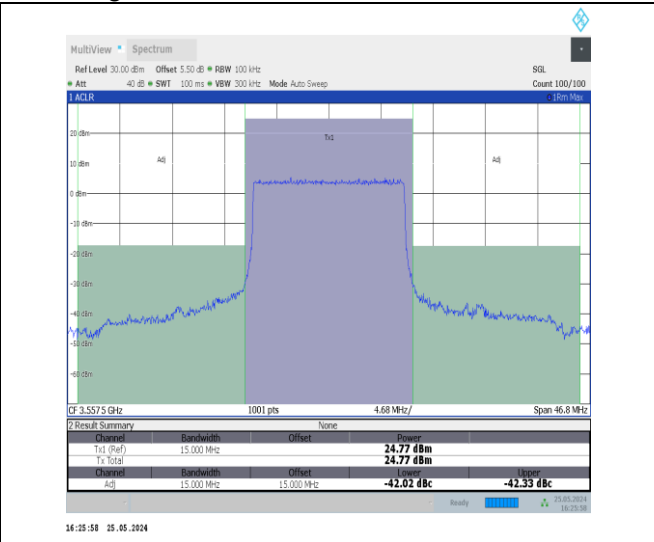 MultiView Spectrum
Ref Level 30.00 dBm Offset 5.50 dB RBW 100 kHz SGL
Att 40 dB SWT 100 ms VBW 300 kHz Mode Auto Sweep Count 100/100
1 ACLR 1Rm Max
Tx1
20 dBm
Adj Adj
10 dBm
0 dBm
-10 dBm
-20 dBm
-30 dBm
-40 dBm
-50 dBm
-60 dBm
CF 3.5575 GHz 1001 pts 4.68 MHz/ Span 46.8 MHz
2 Result Summary None
Channel Bandwidth Offset Power
Tx1 (Ref) 15.000 MHz 24.77 dBm
Tx Total 24.77 dBm
Channel Bandwidth Offset Lower Upper
Adj 15.000 MHz 15.000 MHz -42.02 dBc -42.33 dBc
Ready 25.05.2024
16:25:58
16:25:58 25.05.2024